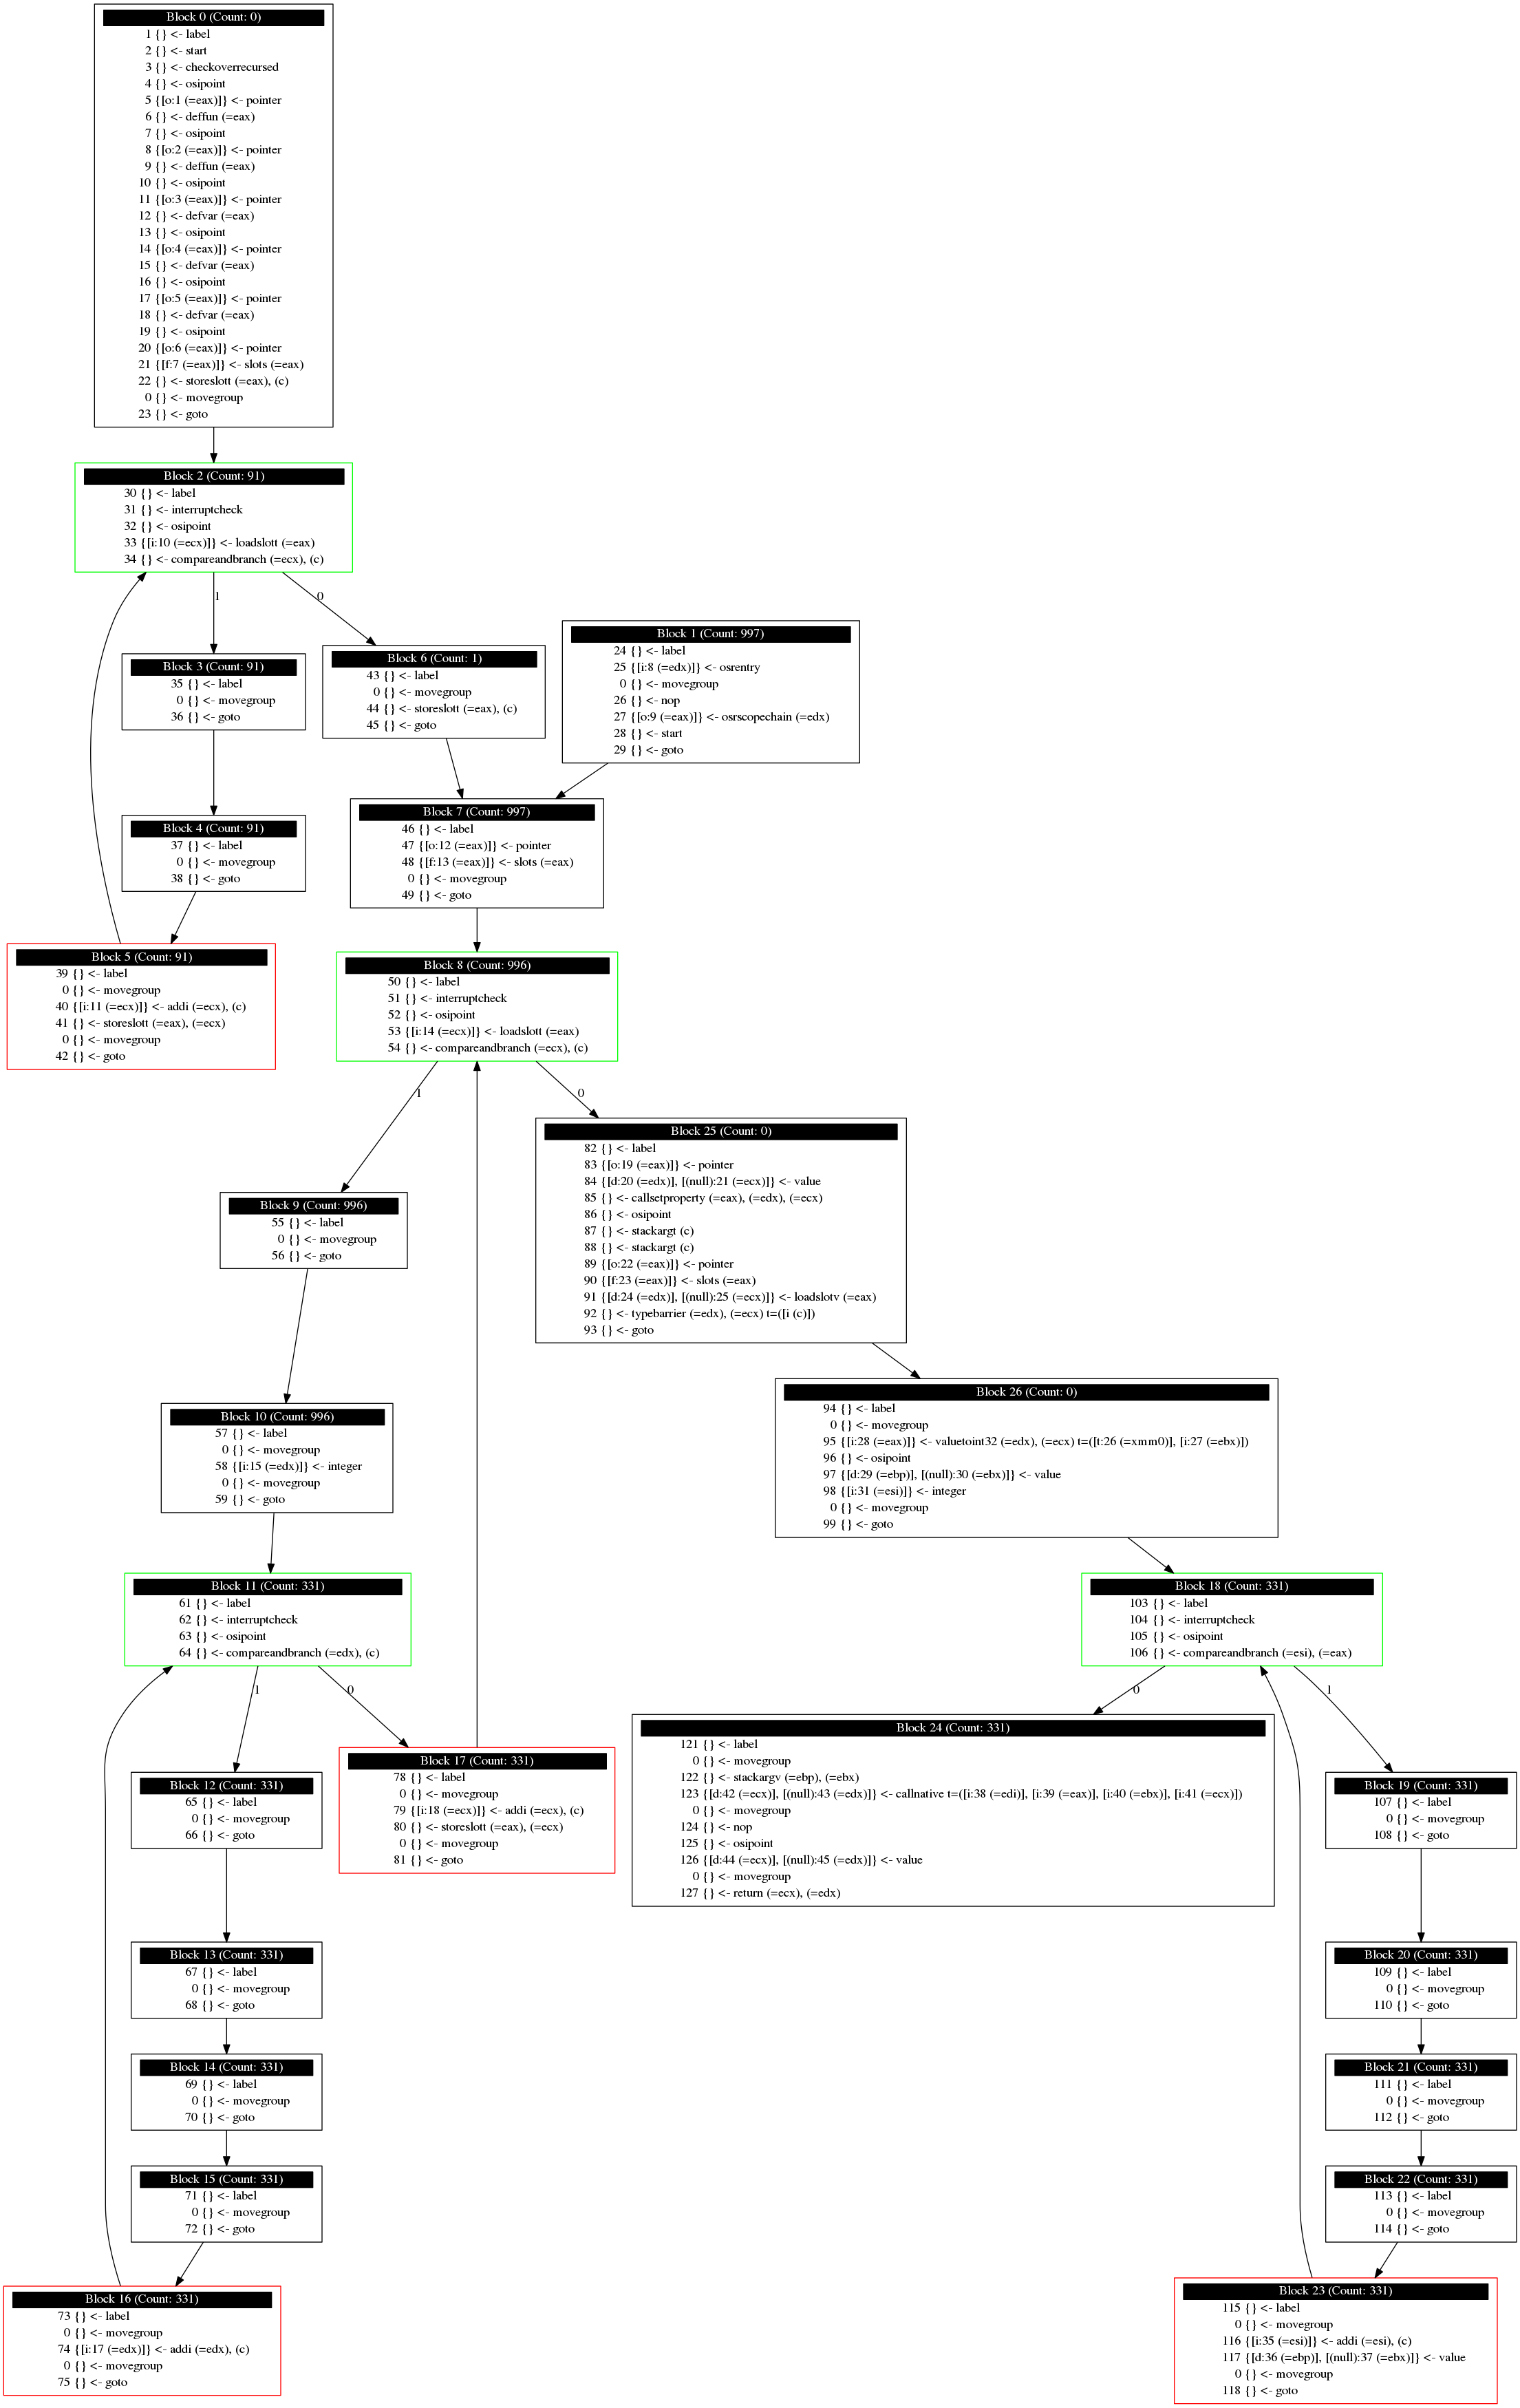 Block 0 (Count: 0)
1 {} <- label
2 {} <- start
3 {} <- checkoverrecursed
4 {} <- osipoint
5 {[o:1 (=eax)]} <- pointer
6 {} <- deffun (=eax)
7 {} <- osipoint
8 {[o:2 (=eax)]} <- pointer
9 {} <- deffun (=eax)
10 {} <- osipoint
11 {[o:3 (=eax)]} <- pointer
12 {} <- defvar (=eax)
13 {} <- osipoint
14 {[o:4 (=eax)]} <- pointer
15 {} <- defvar (=eax)
16 {} <- osipoint
17 {[o:5 (=eax)]} <- pointer
18 {} <- defvar (=eax)
19 {} <- osipoint
20 {[o:6 (=eax)]} <- pointer
21 {[f:7 (=eax)]} <- slots (=eax)
22 {} <- storeslott (=eax), (c)
0 {} <- movegroup
23 {} <- goto
Block 2 (Count: 91)
30 {} <- label
31 {} <- interruptcheck
32 {} <- osipoint
33 {[i:10 (=ecx)]} <- loadslott (=eax)
34 {} <- compareandbranch (=ecx), (c)
1
0
Block 3 (Count: 91)
35 {} <- label
0 {} <- movegroup
36 {} <- goto
Block 6 (Count: 1)
43 {} <- label
0 {} <- movegroup
44 {} <- storeslott (=eax), (c)
45 {} <- goto
Block 1 (Count: 997)
24 {} <- label
25 {[i:8 (=edx)]} <- osrentry
0 {} <- movegroup
26 {} <- nop
27 {[o:9 (=eax)]} <- osrscopechain (=edx)
28 {} <- start
29 {} <- goto
Block 4 (Count: 91)
37 {} <- label
0 {} <- movegroup
38 {} <- goto
Block 7 (Count: 997)
46 {} <- label
47 {[o:12 (=eax)]} <- pointer
48 {[f:13 (=eax)]} <- slots (=eax)
0 {} <- movegroup
49 {} <- goto
Block 5 (Count: 91)
39 {} <- label
0 {} <- movegroup
40 {[i:11 (=ecx)]} <- addi (=ecx), (c)
41 {} <- storeslott (=eax), (=ecx)
0 {} <- movegroup
42 {} <- goto
Block 8 (Count: 996)
50 {} <- label
51 {} <- interruptcheck
52 {} <- osipoint
53 {[i:14 (=ecx)]} <- loadslott (=eax)
54 {} <- compareandbranch (=ecx), (c)
1
0
Block 25 (Count: 0)
82 {} <- label
83 {[o:19 (=eax)]} <- pointer
84 {[d:20 (=edx)], [(null):21 (=ecx)]} <- value
85 {} <- callsetproperty (=eax), (=edx), (=ecx)
86 {} <- osipoint
87 {} <- stackargt (c)
88 {} <- stackargt (c)
89 {[o:22 (=eax)]} <- pointer
90 {[f:23 (=eax)]} <- slots (=eax)
91 {[d:24 (=edx)], [(null):25 (=ecx)]} <- loadslotv (=eax)
92 {} <- typebarrier (=edx), (=ecx) t=([i (c)])
93 {} <- goto
Block 9 (Count: 996)
55 {} <- label
0 {} <- movegroup
56 {} <- goto
Block 26 (Count: 0)
94 {} <- label
0 {} <- movegroup
95 {[i:28 (=eax)]} <- valuetoint32 (=edx), (=ecx) t=([t:26 (=xmm0)], [i:27 (=ebx)])
96 {} <- osipoint
97 {[d:29 (=ebp)], [(null):30 (=ebx)]} <- value
98 {[i:31 (=esi)]} <- integer
0 {} <- movegroup
99 {} <- goto
Block 10 (Count: 996)
57 {} <- label
0 {} <- movegroup
58 {[i:15 (=edx)]} <- integer
0 {} <- movegroup
59 {} <- goto
Block 11 (Count: 331)
61 {} <- label
62 {} <- interruptcheck
63 {} <- osipoint
64 {} <- compareandbranch (=edx), (c)
1
0
Block 18 (Count: 331)
103 {} <- label
104 {} <- interruptcheck
105 {} <- osipoint
106 {} <- compareandbranch (=esi), (=eax)
0
1
Block 24 (Count: 331)
121 {} <- label
0 {} <- movegroup
122 {} <- stackargv (=ebp), (=ebx)
123 {[d:42 (=ecx)], [(null):43 (=edx)]} <- callnative t=([i:38 (=edi)], [i:39 (=eax)], [i:40 (=ebx)], [i:41 (=ecx)])
0 {} <- movegroup
124 {} <- nop
125 {} <- osipoint
126 {[d:44 (=ecx)], [(null):45 (=edx)]} <- value
0 {} <- movegroup
127 {} <- return (=ecx), (=edx)
Block 17 (Count: 331)
78 {} <- label
0 {} <- movegroup
79 {[i:18 (=ecx)]} <- addi (=ecx), (c)
80 {} <- storeslott (=eax), (=ecx)
0 {} <- movegroup
81 {} <- goto
Block 12 (Count: 331)
65 {} <- label
0 {} <- movegroup
66 {} <- goto
Block 19 (Count: 331)
107 {} <- label
0 {} <- movegroup
108 {} <- goto
Block 13 (Count: 331)
67 {} <- label
0 {} <- movegroup
68 {} <- goto
Block 20 (Count: 331)
109 {} <- label
0 {} <- movegroup
110 {} <- goto
Block 14 (Count: 331)
69 {} <- label
0 {} <- movegroup
70 {} <- goto
Block 21 (Count: 331)
111 {} <- label
0 {} <- movegroup
112 {} <- goto
Block 15 (Count: 331)
71 {} <- label
0 {} <- movegroup
72 {} <- goto
Block 22 (Count: 331)
113 {} <- label
0 {} <- movegroup
114 {} <- goto
Block 16 (Count: 331)
73 {} <- label
0 {} <- movegroup
74 {[i:17 (=edx)]} <- addi (=edx), (c)
0 {} <- movegroup
75 {} <- goto
Block 23 (Count: 331)
115 {} <- label
0 {} <- movegroup
116 {[i:35 (=esi)]} <- addi (=esi), (c)
117 {[d:36 (=ebp)], [(null):37 (=ebx)]} <- value
0 {} <- movegroup
118 {} <- goto